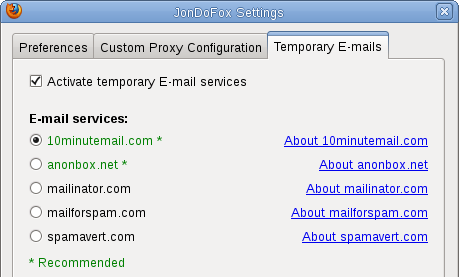 JonDoFox Settings
Preferences Custom Proxy Configuration Temporary E-mails
Activate temporary E-mail services
E-mail services:
10minutemail.com * About 10minutemail.com
anonbox.net * About anonbox.net
mailinator.com About mailinator.com
mailforspam.com About mailforspam.com
spamavert.com About spamavert.com
* Recommended